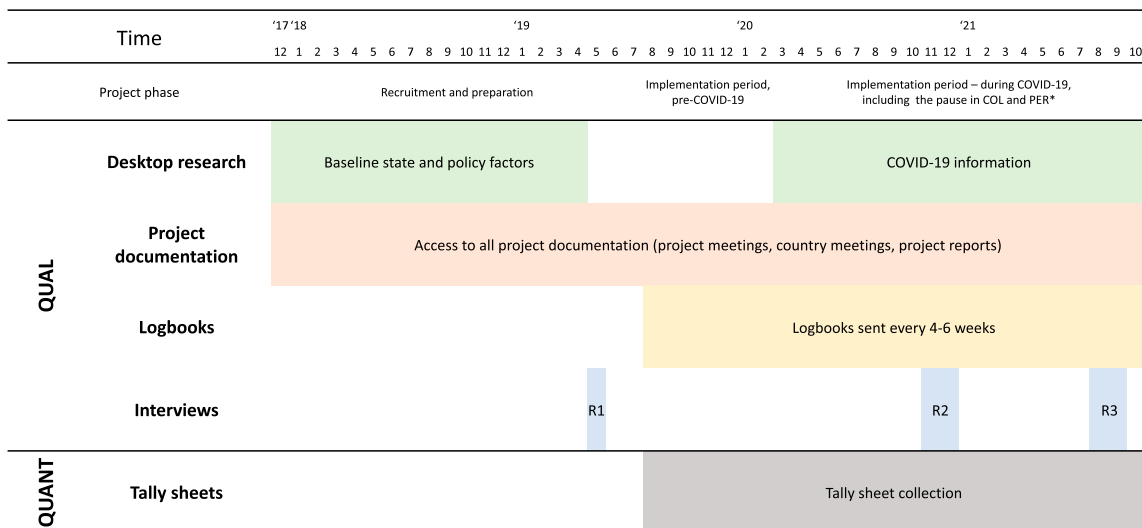 ‘17 ‘18 ‘19 ‘20 ‘21
Time
12 1 2 3 4 5 6 7 8 9 10 11 12 1 2 3 4 5 6 7 8 9 10 11 12 1 2 3 4 5 6 7 8 9 10 11 12 1 2 3 4 5 6 7 8 9 10
Project phase
Recruitment and preparation
Implementation period,
pre-COVID-19
Implementation period – during COVID-19,
including the pause in COL and PER*
QUAL
Desktop research
Baseline state and policy factors
COVID-19 information
Project
documentation
Access to all project documentation (project meetings, country meetings, project reports)
Logbooks
Logbooks sent every 4-6 weeks
Interviews
R1
R2
R3
QUANT
Tally sheets
Tally sheet collection